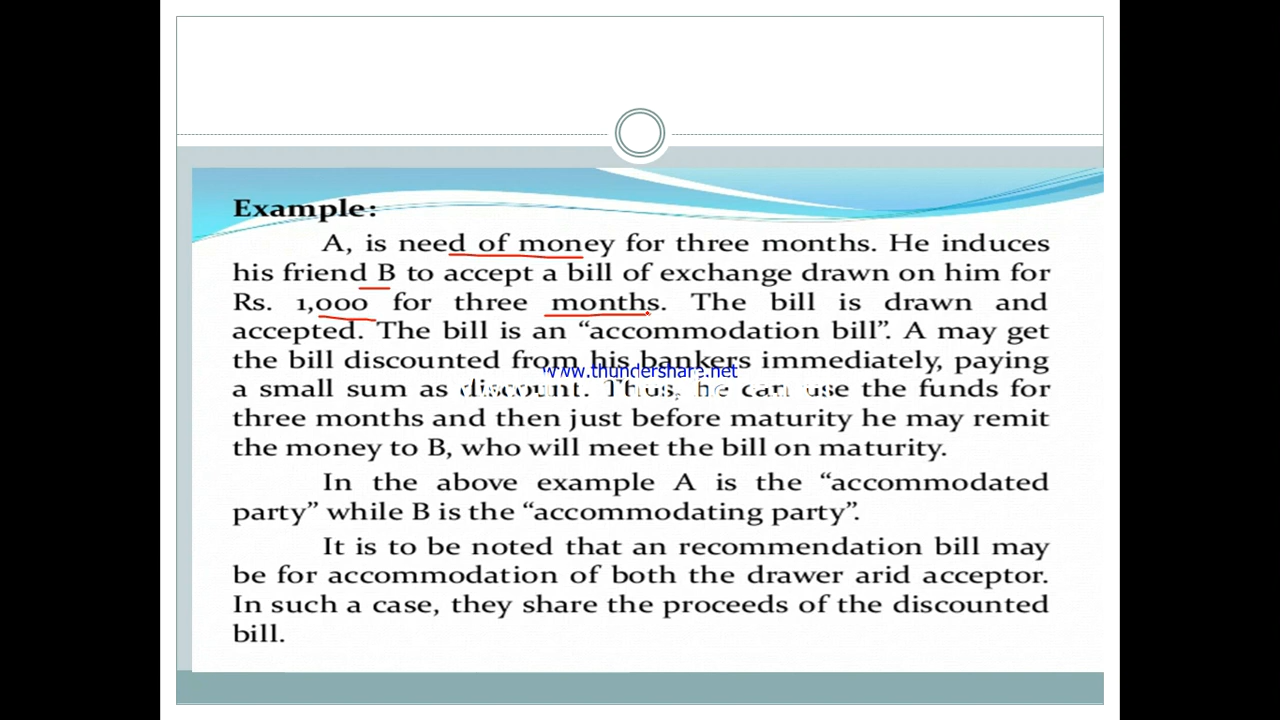 Example:
A, is need of money for three months. He induces
his friend B to accept a bill of exchange drawn on him for
Rs. 1,000 for three months. The bill is drawn and
accepted. The bill is an “accommodation bill”. A may get
the bill discounted from his bankers immediately, paying
www.thundershare.net
a small sum as discount. Thus, he can use the funds for
three months and then just before maturity he may remit
the money to B, who will meet the bill on maturity.
In the above example A is the “accommodated
party” while B is the “accommodating party”.
It is to be noted that an recommendation bill may
be for accommodation of both the drawer arid acceptor.
In such a case, they share the proceeds of the discounted
bill.